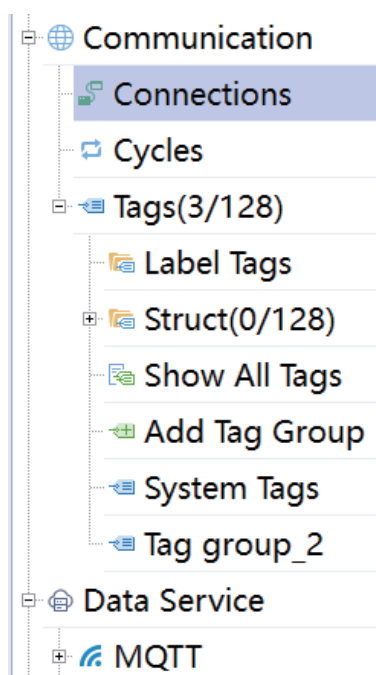 Communication
Connections
Cycles
Tags(3/128)
Label Tags
Struct(0/128)
Show All Tags
Add Tag Group
System Tags
Tag group_2
Data Service
MQTT